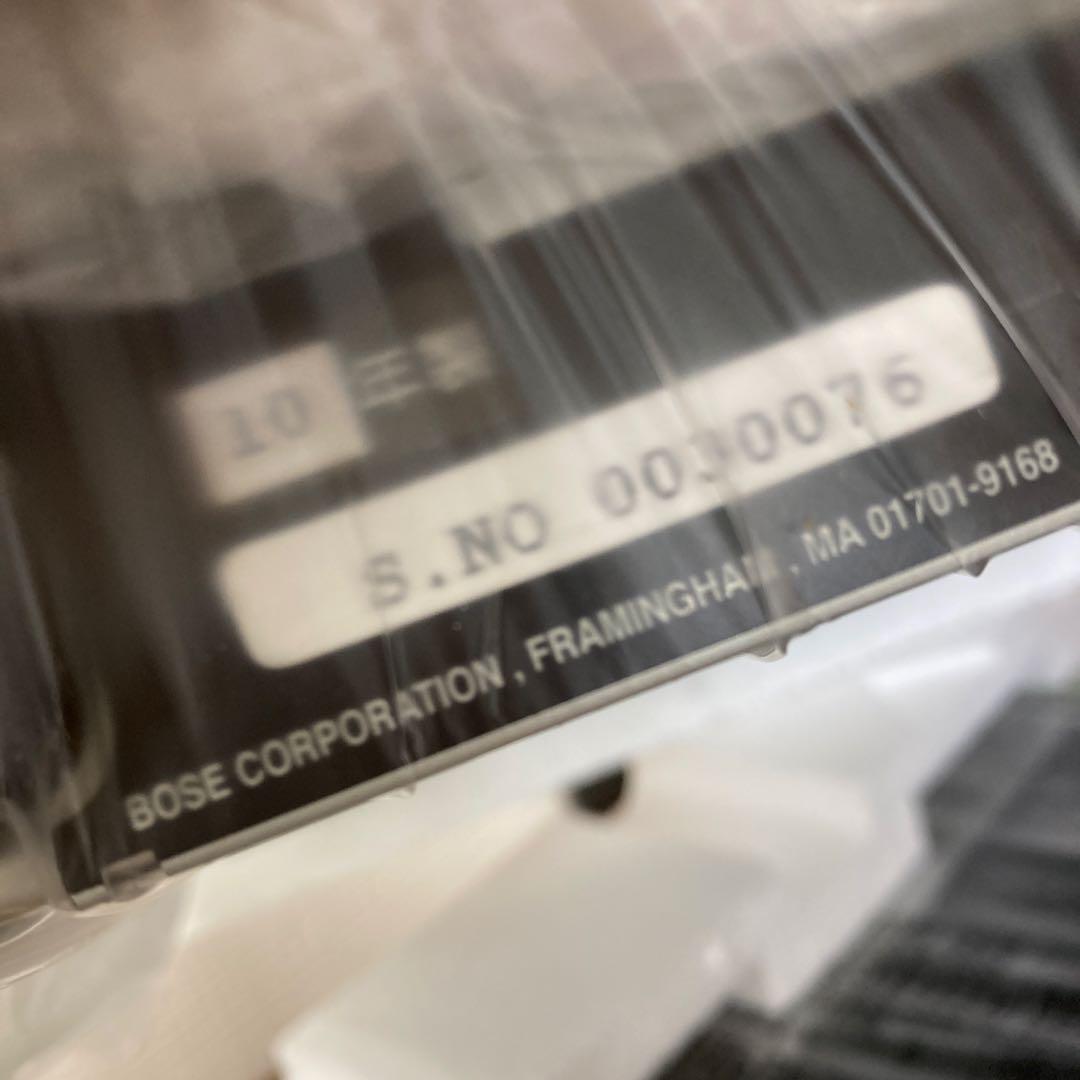 10
S.NO 0030076
BOSE CORPORATION , FRAMINGHAM , MA 01701-9168